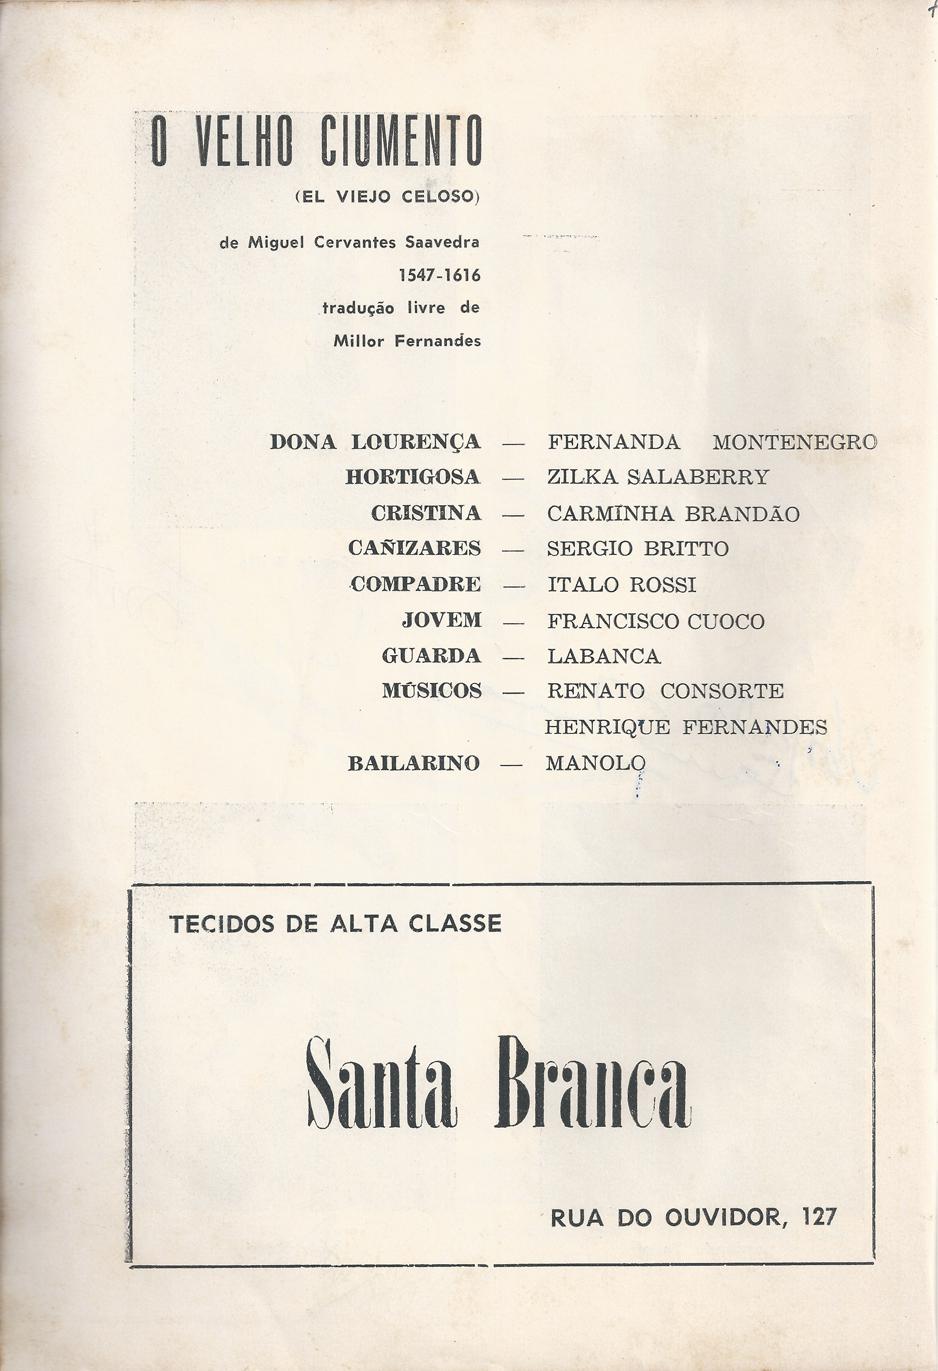 O VELHO CIUMENTO
(EL VIEJO CELOSO)
de Miguel Cervantes Saavedra
1547-1616
tradução livre de
Millor Fernandes
DONA LOURENÇA — FERNANDA MONTENEGRO
HORTIGOSA — ZILKA SALABERRY
CRISTINA — CARMINHA BRANDÃO
CAÑIZARES — SERGIO BRITTO
COMPADRE — ITALO ROSSI
JOVEM — FRANCISCO CUOCO
GUARDA — LABANCA
MÚSICOS — RENATO CONSORTE
HENRIQUE FERNANDES
BAILARINO — MANOLO
TECIDOS DE ALTA CLASSE
Santa Branca
RUA DO OUVIDOR, 127